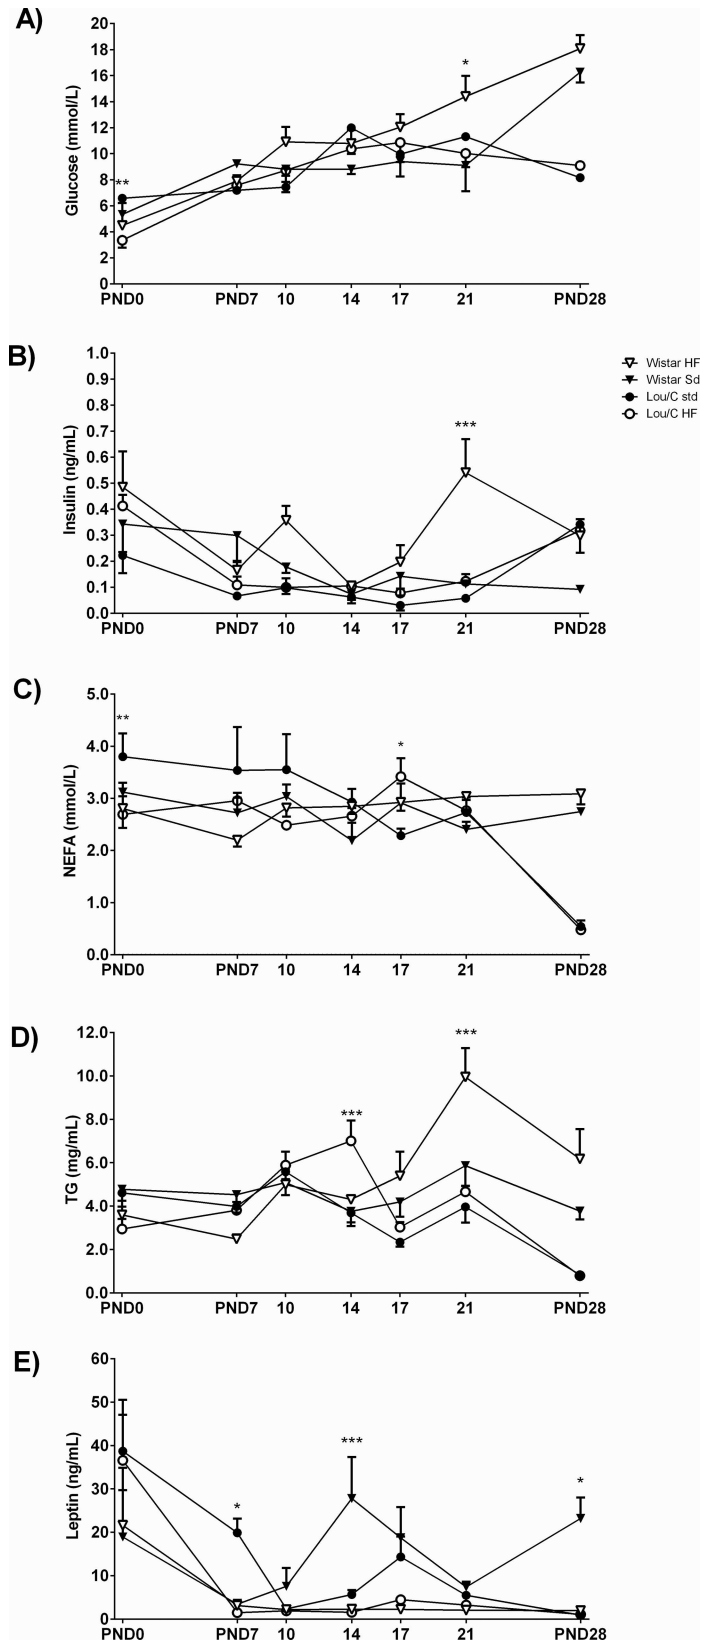 A)
20
18
16
14
12
10
8
6
4
2
0
Glucose (mmol/L)
**
*
PND0 PND7 10 14 17 21 PND28
B)
1.0
0.9
0.8
0.7
0.6
0.5
0.4
0.3
0.2
0.1
0.0
Insulin (ng/mL)
***
PND0 PND7 10 14 17 21 PND28
Wistar HF
Wistar Sd
Lou/C std
Lou/C HF
C)
5.0
4.0
3.0
2.0
1.0
0.0
NEFA (mmol/L)
**
*
PND0 PND7 10 14 17 21 PND28
D)
12.0
10.0
8.0
6.0
4.0
2.0
0.0
TG (mg/mL)
***
***
PND0 PND7 10 14 17 21 PND28
E)
60
50
40
30
20
10
0
Leptin (ng/mL)
*
***
*
PND0 PND7 10 14 17 21 PND28